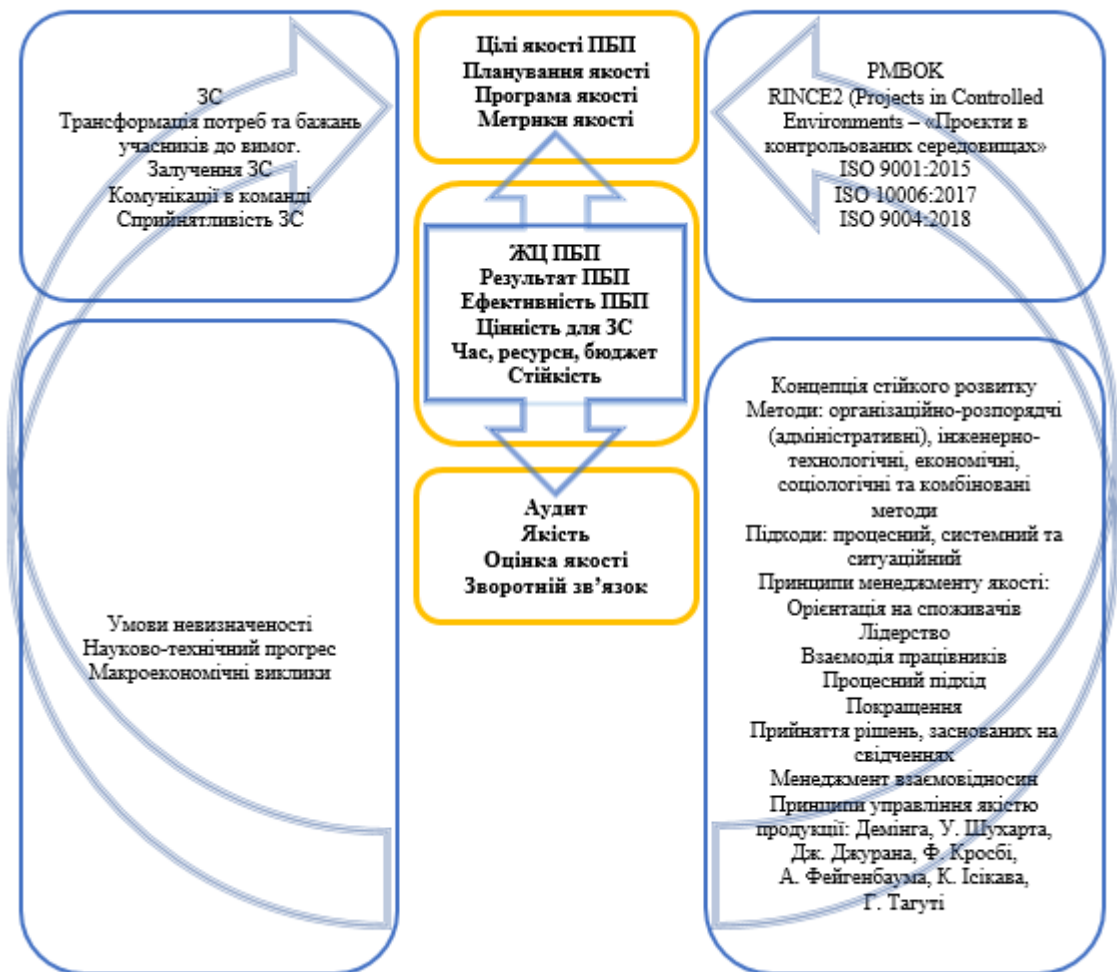 ЗС
Трансформація потреб та бажань
учасників до вимог.
Залучення ЗС
Комунікації в команді
Сприйнятливість ЗС
Цілі якості ПБП
Планування якості
Програма якості
Метрики якості
PMBOK
RINCE2 (Projects in Controlled
Environments – «Проєкти в
контрольованих середовищах»
ISO 9001:2015
ISO 10006:2017
ISO 9004:2018
ЖЦ ПБП
Результат ПБП
Ефективність ПБП
Цінність для ЗС
Час, ресурси, бюджет
Стійкість
Аудит
Якість
Оцінка якості
Зворотній зв’язок
Умови невизначеності
Науково-технічний прогрес
Макроекономічні виклики
Концепція стійкого розвитку
Методи: організаційно-розпорядчі
(адміністративні), інженерно-
технологічні, економічні,
соціологічні та комбіновані
методи
Підходи: процесний, системний та
ситуаційний
Принципи менеджменту якості:
Орієнтація на споживачів
Лідерство
Взаємодія працівників
Процесний підхід
Покращення
Прийняття рішень, заснованих на
свідченнях
Менеджмент взаємовідносин
Принципи управління якістю
продукції: Демінга, У. Шухарта,
Дж. Джурана, Ф. Кросбі,
А. Фейгенбаума, К. Ісікава,
Г. Тагуті